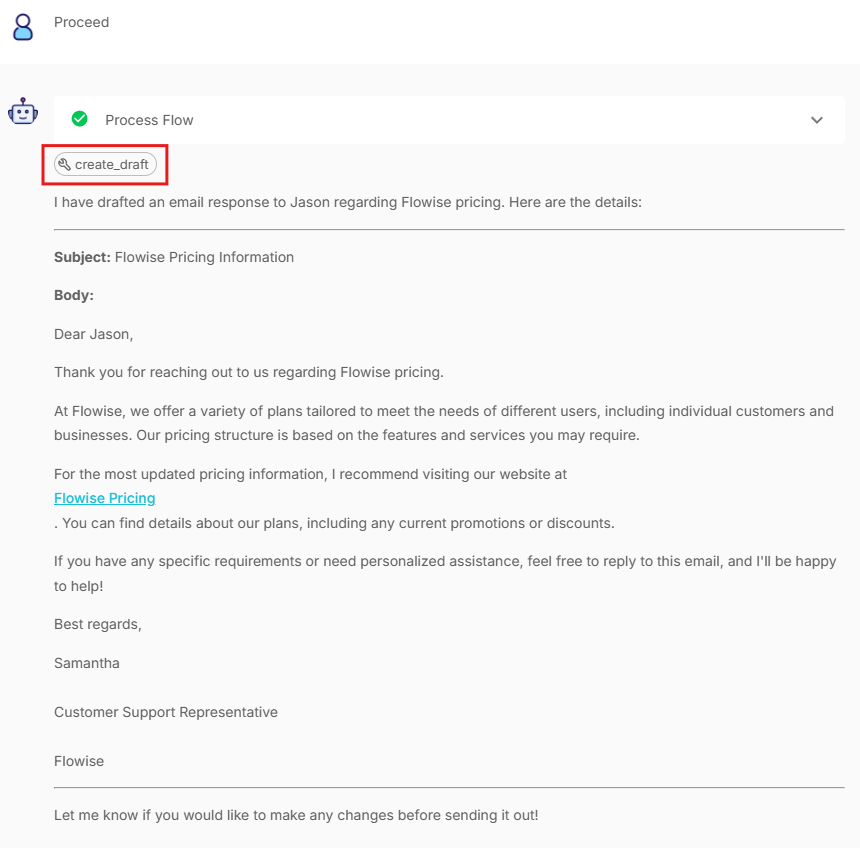 Proceed
Process Flow
create_draft
I have drafted an email response to Jason regarding Flowise pricing. Here are the details:
Subject: Flowise Pricing Information
Body:
Dear Jason,
Thank you for reaching out to us regarding Flowise pricing.
At Flowise, we offer a variety of plans tailored to meet the needs of different users, including individual customers and
businesses. Our pricing structure is based on the features and services you may require.
For the most updated pricing information, I recommend visiting our website at
Flowise Pricing
. You can find details about our plans, including any current promotions or discounts.
If you have any specific requirements or need personalized assistance, feel free to reply to this email, and I'll be happy
to help!
Best regards,
Samantha
Customer Support Representative
Flowise
Let me know if you would like to make any changes before sending it out!